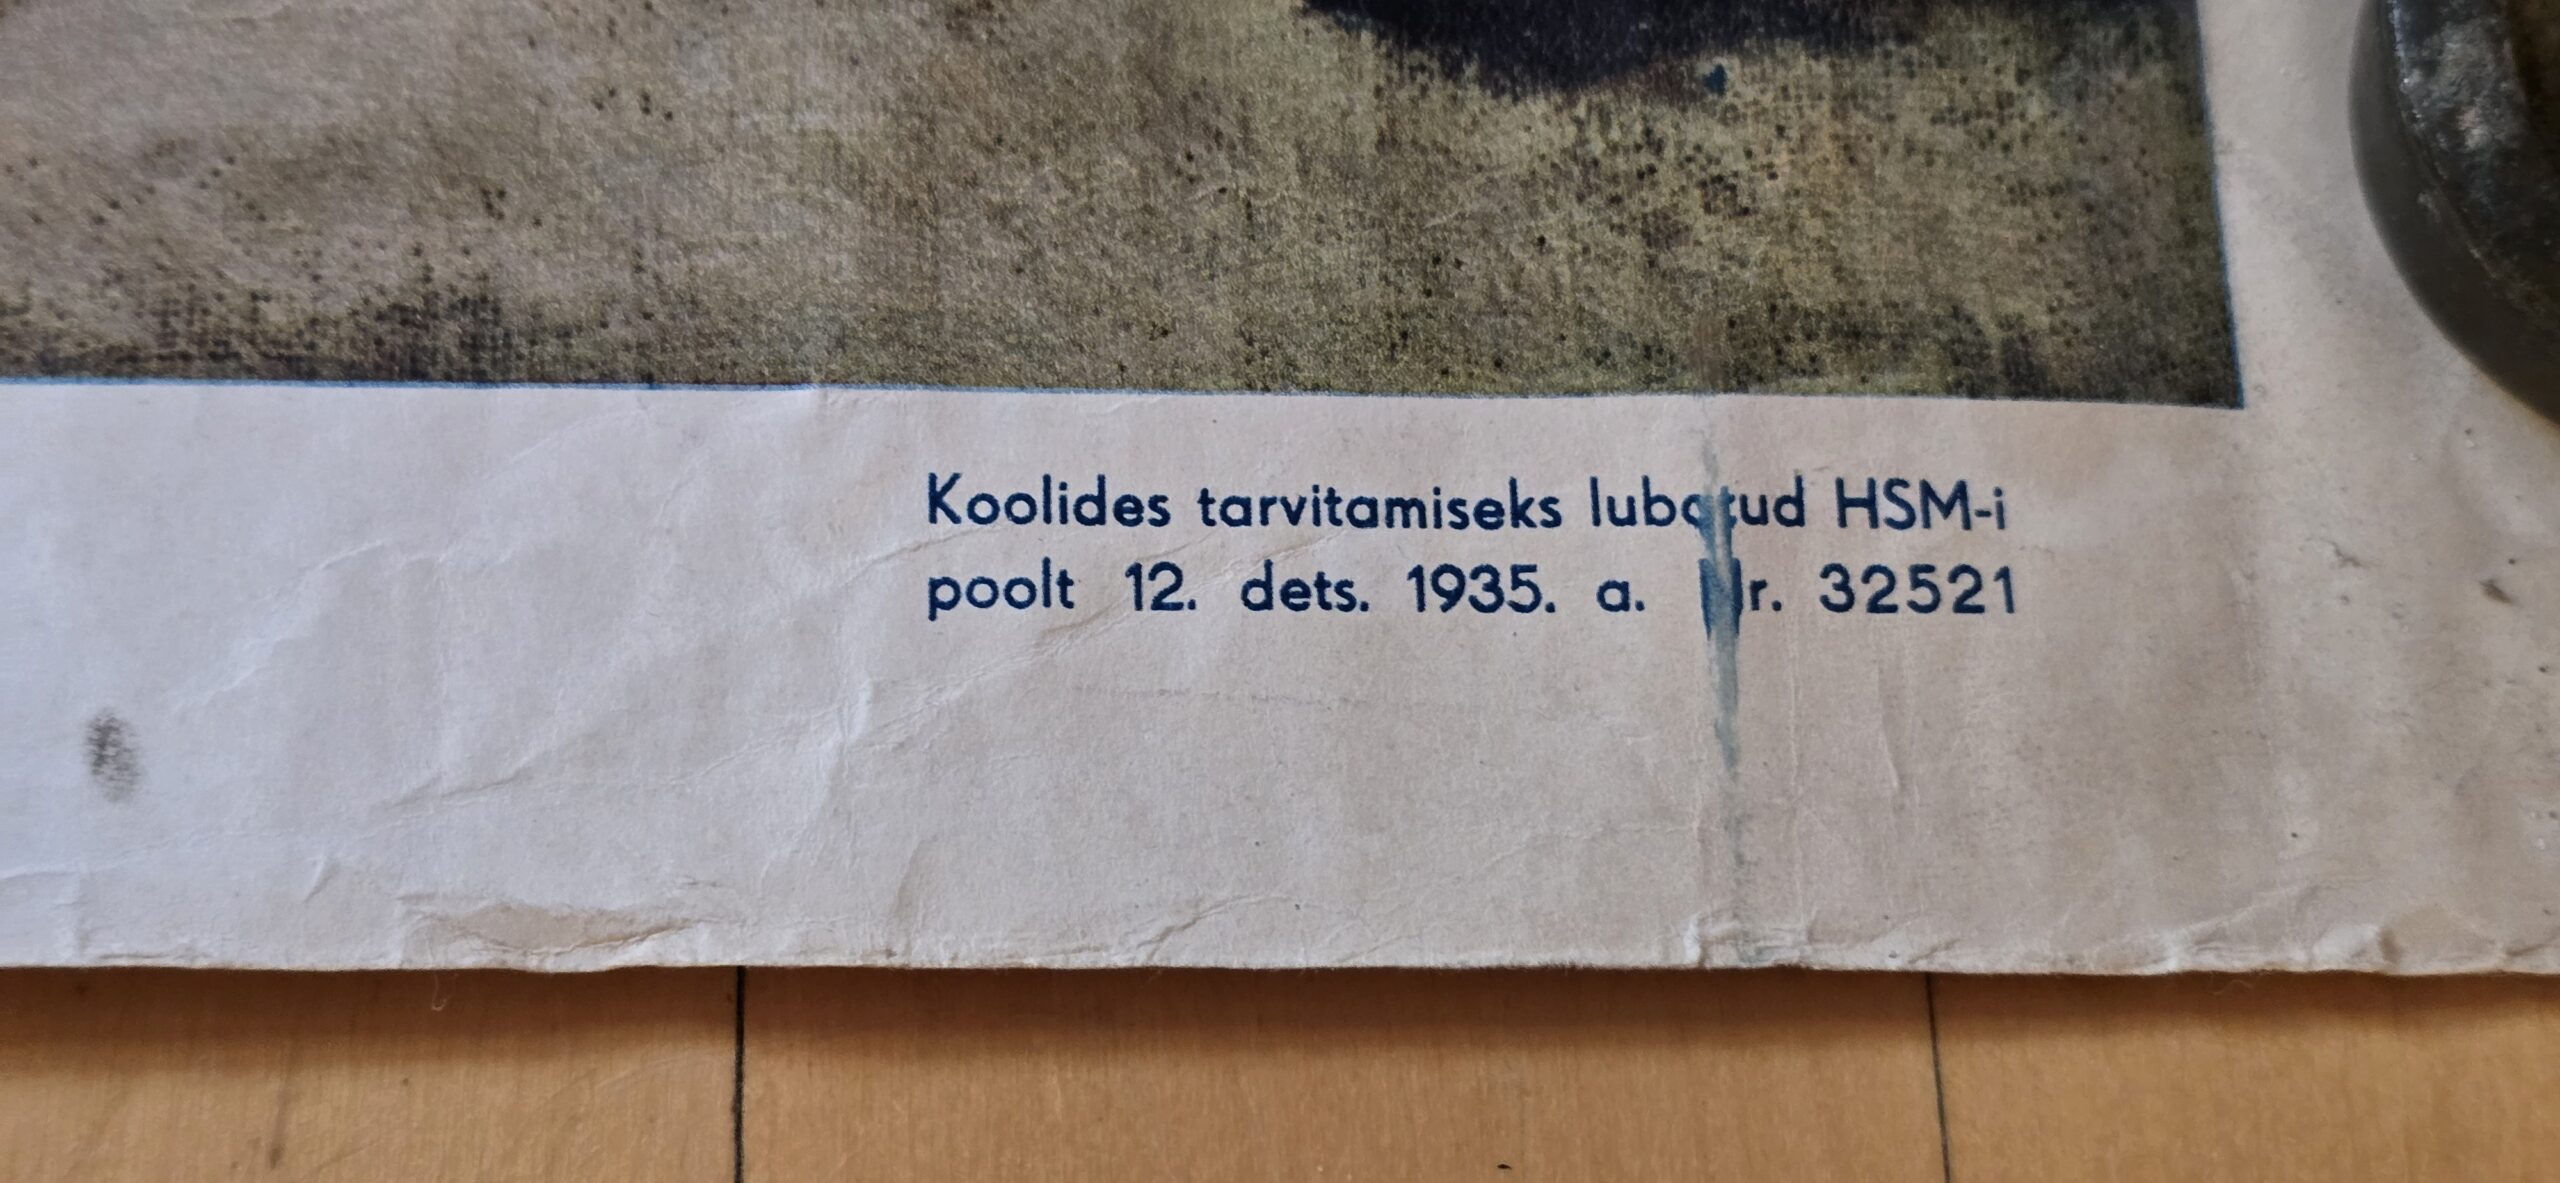 Koolides tarvitamiseks lubatud HSM-i
poolt 12. dets. 1935. a. Nr. 32521